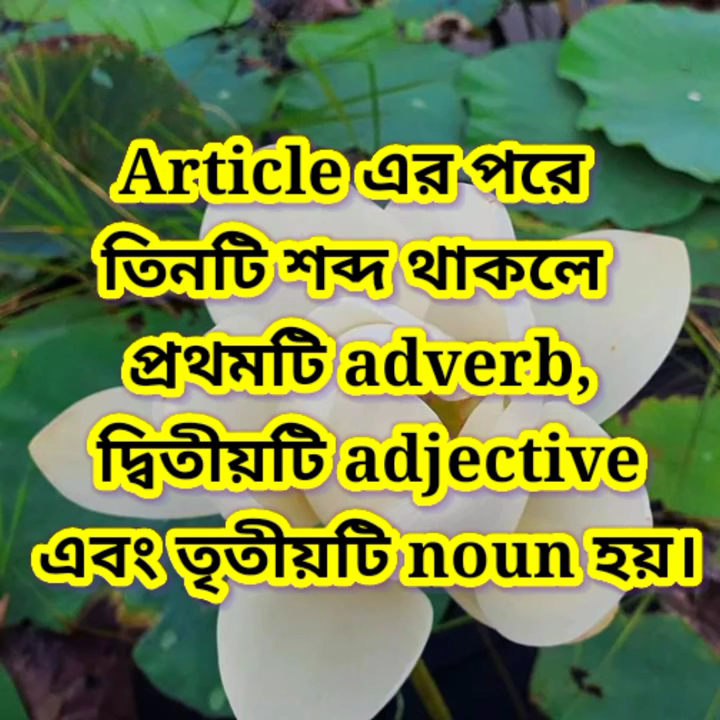 Article এর পরে
তিনটি শব্দ থাকলে
প্রথমটি adverb,
দ্বিতীয়টি adjective
এবং তৃতীয়টি noun হয়।